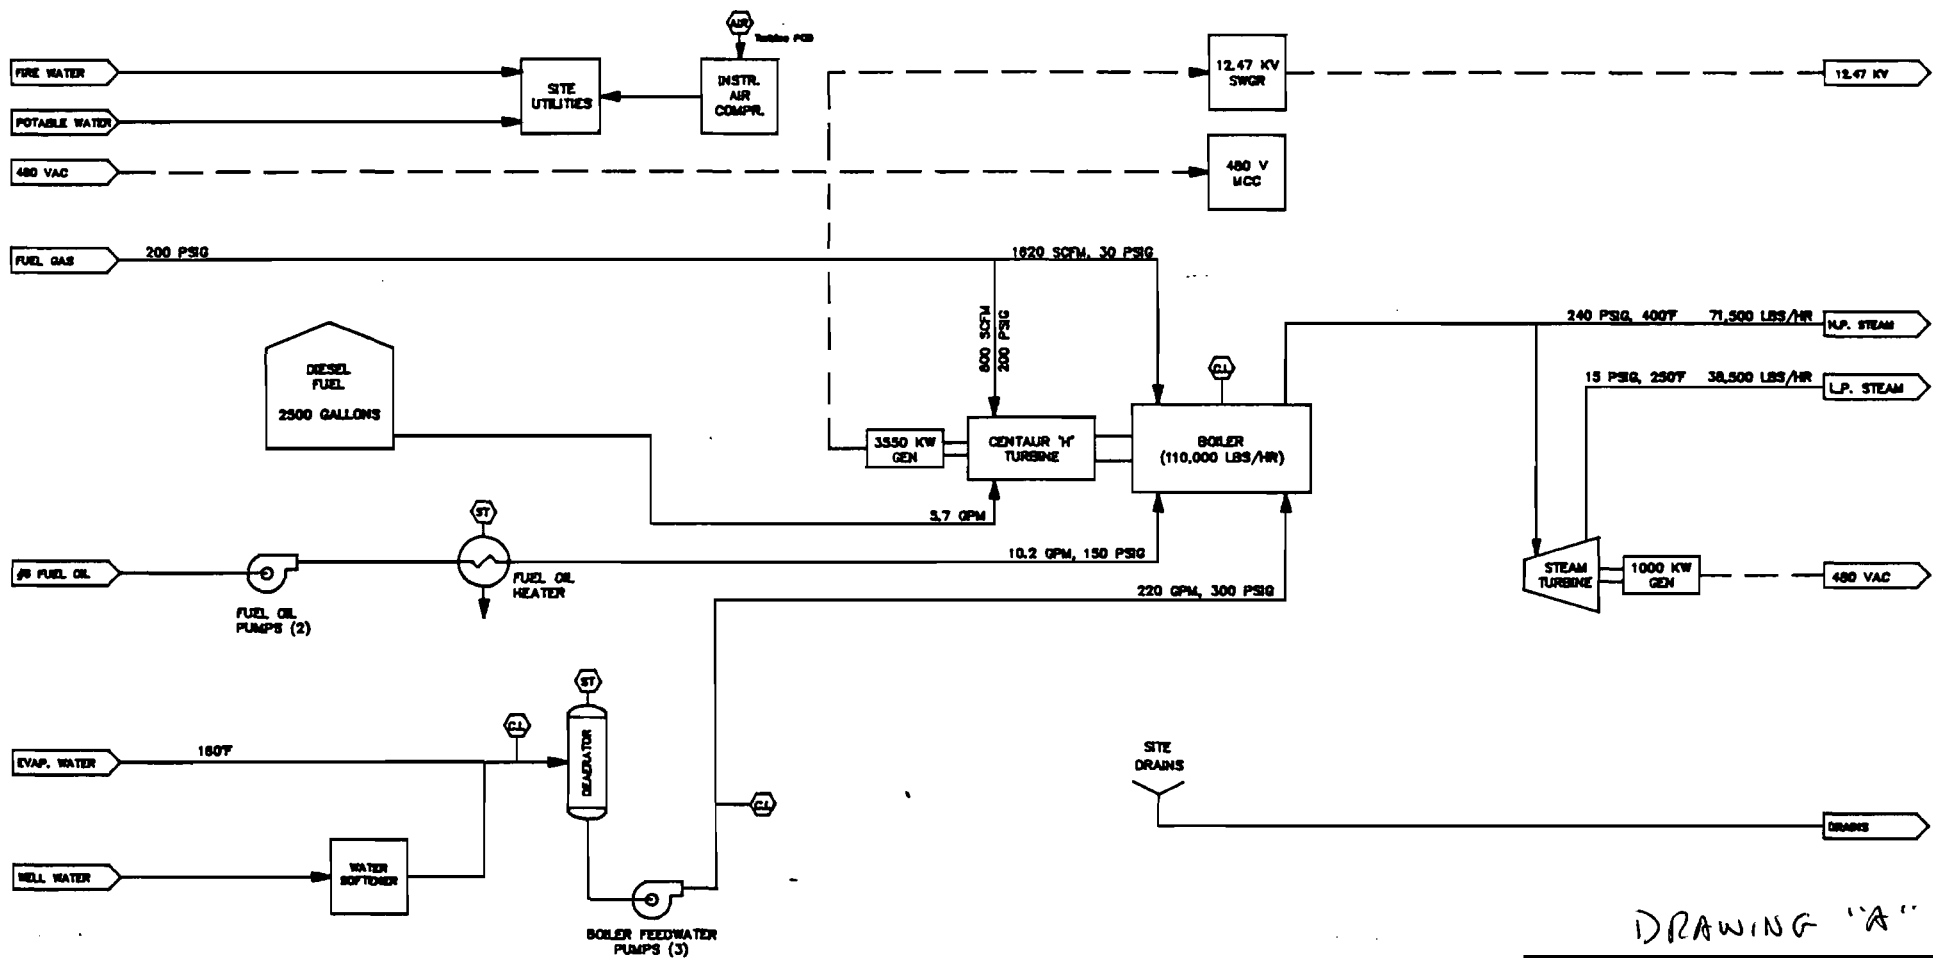 AIR
Turbine PCD
FIRE WATER
SITE
UTILITIES
INSTR.
AIR
COMPR.
12.47 KV
SWGR
12.47 KV
POTABLE WATER
480 VAC
480 V
MCC
FUEL GAS
200 PSIG
1620 SCFM, 30 PSIG
600 SCFM
200 PSIG
DIESEL
FUEL
2500 GALLONS
240 PSIG, 400°F
71,500 LBS/HR
H.P. STEAM
C.I.
15 PSIG, 250°F
38,500 LBS/HR
L.P. STEAM
3550 KW
GEN
CENTAUR "H"
TURBINE
BOILER
(110,000 LBS/HR)
5.7 GPM
ST
10.2 GPM, 150 PSIG
#6 FUEL OIL
FUEL OIL
HEATER
FUEL OIL
PUMPS (2)
220 GPM, 300 PSIG
STEAM
TURBINE
1000 KW
GEN
480 VAC
ST
C.I.
EVAP. WATER
160°F
DEAERATOR
SITE
DRAINS
C.I.
DRAINS
WELL WATER
WATER
SOFTENER
BOILER FEEDWATER
PUMPS (3)
DRAWING "A"